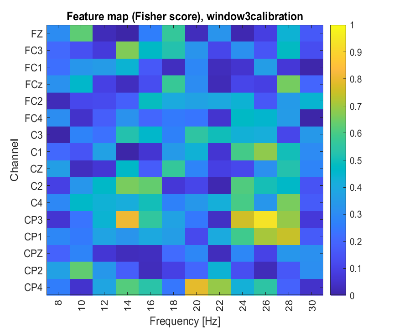 Feature map (Fisher score), window3calibration
Channel
FZ
FC3
FC1
FCz
FC2
FC4
C3
C1
CZ
C2
C4
CP3
CP1
CPZ
CP2
CP4
8 10 12 14 16 18 20 22 24 26 28 30
Frequency [Hz]
1
0.9
0.8
0.7
0.6
0.5
0.4
0.3
0.2
0.1
0